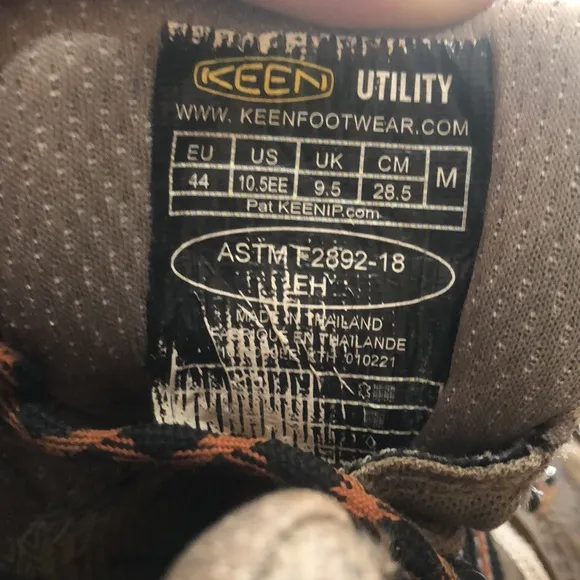 KEEN UTILITY
WWW. KEENFOOTWEAR.COM
EU US UK CM M
44 10.5EE 9.5 28.5
Pat KEENIP.com
ASTM F2892-18
EH
MADE IN THAILAND
EN THAILANDE
010221